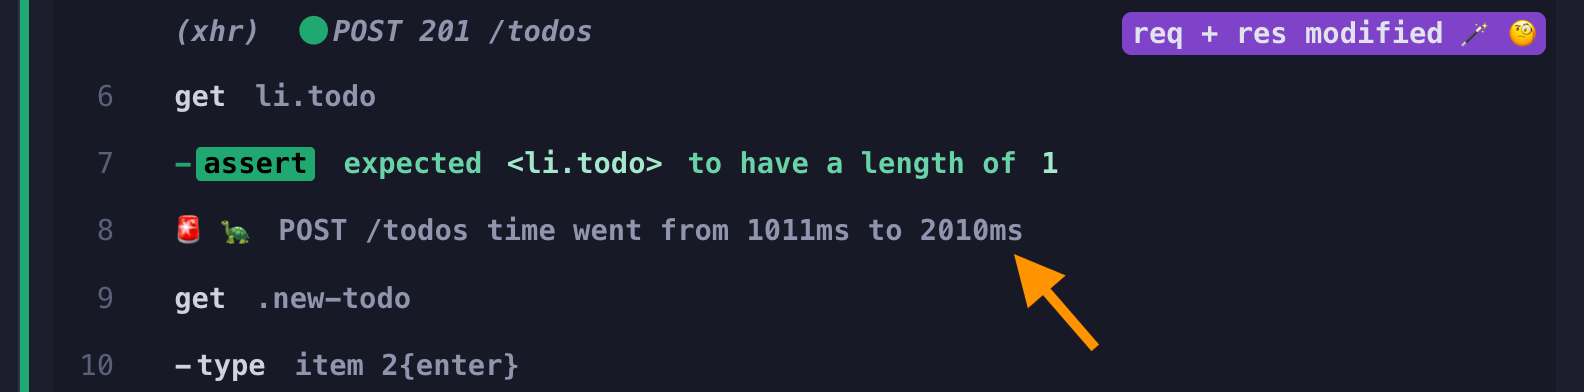 (xhr) POST 201 /todos req + res modified 🪄 🧐
6 get li.todo
7 -assert expected <li.todo> to have a length of 1
8 🚨 🐢 POST /todos time went from 1011ms to 2010ms
9 get .new-todo
10 -type item 2{enter}